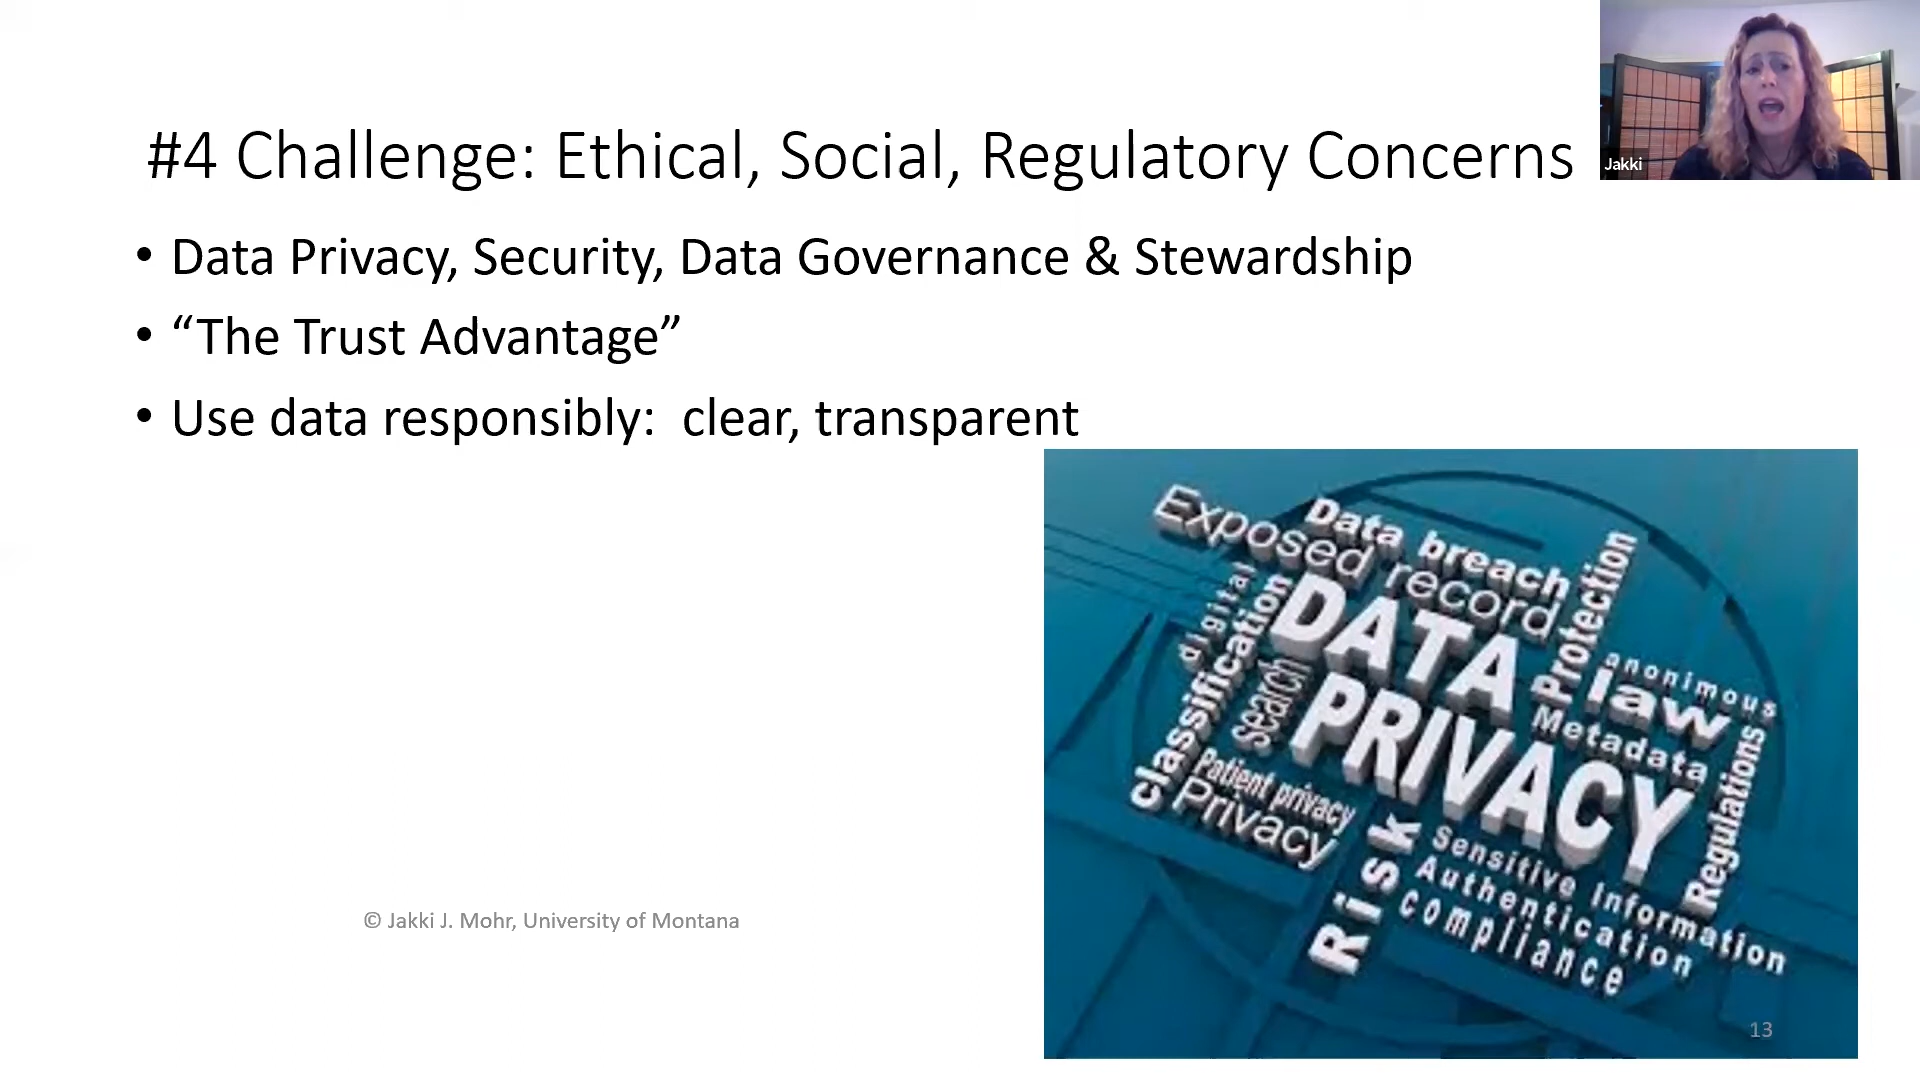 #4 Challenge: Ethical, Social, Regulatory Concerns
Jakki
• Data Privacy, Security, Data Governance & Stewardship
• “The Trust Advantage”
• Use data responsibly:  clear, transparent
Exposed record
Data breach
Protection
digital
classification
search
DATA
PRIVACY
anonimous
law
Metadata
Regulations
Patient privacy
Privacy
Risk
Sensitive Information
Authentication
compliance
© Jakki J. Mohr, University of Montana
13